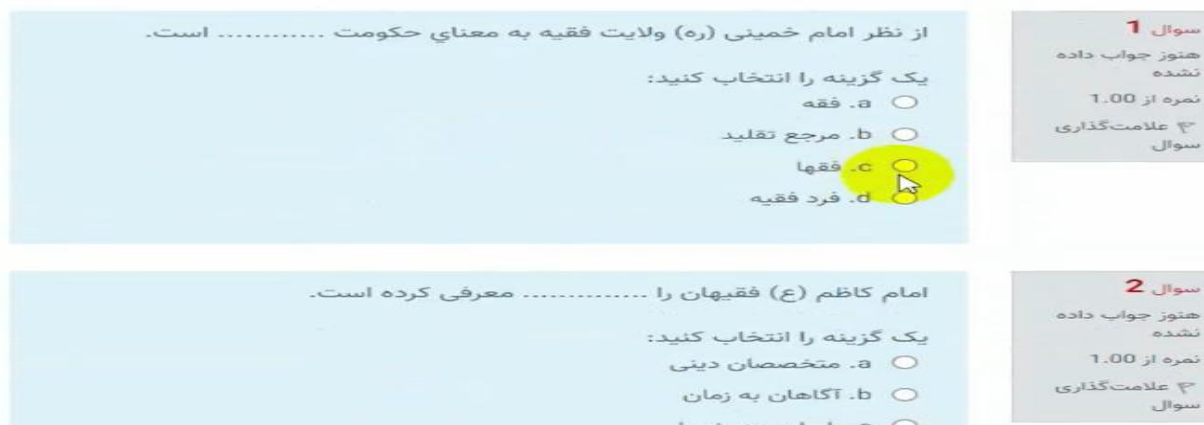 سوال 1
هنوز جواب داده
نشده
نمره از 1.00
علامت‌گذاری
سوال
از نظر امام خمینی (ره) ولایت فقیه به معناي حکومت ............ است.
یک گزینه را انتخاب کنید:
a. فقه
b. مرجع تقلید
c. فقها
d. فرد فقیه
سوال 2
هنوز جواب داده
نشده
نمره از 1.00
علامت‌گذاری
سوال
امام کاظم (ع) فقیهان را .............. معرفی کرده است.
یک گزینه را انتخاب کنید:
a. متخصصان دینی
b. آگاهان به زمان